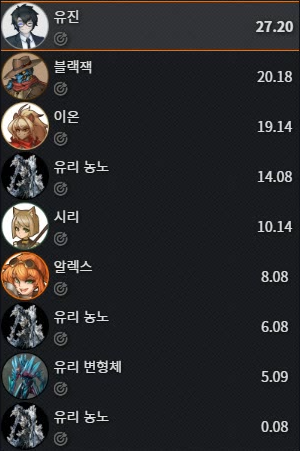 유진
27.20
블랙잭
20.18
이온
19.14
유리 농노
14.08
시리
10.14
알렉스
8.08
유리 농노
6.08
유리 변형체
5.09
유리 농노
0.08